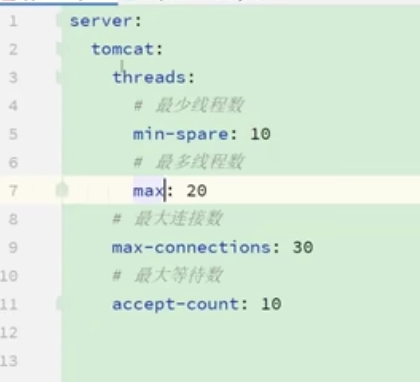 1 server:
2 tomcat:
3 threads:
4 # 最少线程数
5 min-spare: 10
6 # 最多线程数
7 max: 20
8 # 最大连接数
9 max-connections: 30
10 # 最大等待数
11 accept-count: 10
12
13